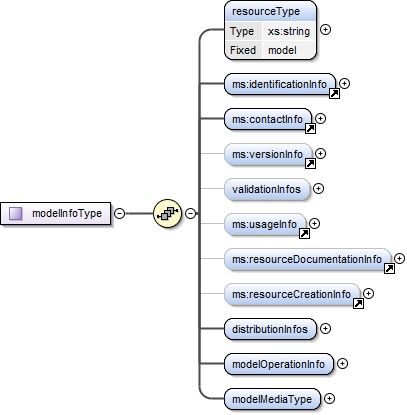 resourceType
Type xs:string
Fixed model
ms:identificationInfo
ms:contactInfo
ms:versionInfo
modelInfoType
validationInfos
ms:usageInfo
ms:resourceDocumentationInfo
ms:resourceCreationInfo
distributionInfos
modelOperationInfo
modelMediaType